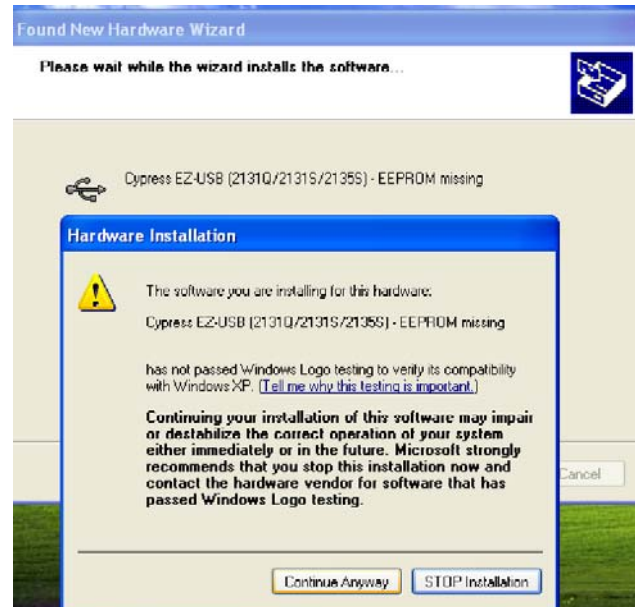 Found New Hardware Wizard
Please wait while the wizard installs the software...
Cypress EZ-USB (2131Q/2131S/2135S) - EEPROM missing
Hardware Installation
The software you are installing for this hardware:
Cypress EZ-USB (2131Q/2131S/2135S) - EEPROM missing
has not passed Windows Logo testing to verify its compatibility
with Windows XP. (Tell me why this testing is important.)
Continuing your installation of this software may impair
or destabilize the correct operation of your system
either immediately or in the future. Microsoft strongly
recommends that you stop this installation now and
contact the hardware vendor for software that has
passed Windows Logo testing.
Cancel
Continue Anyway
STOP Installation